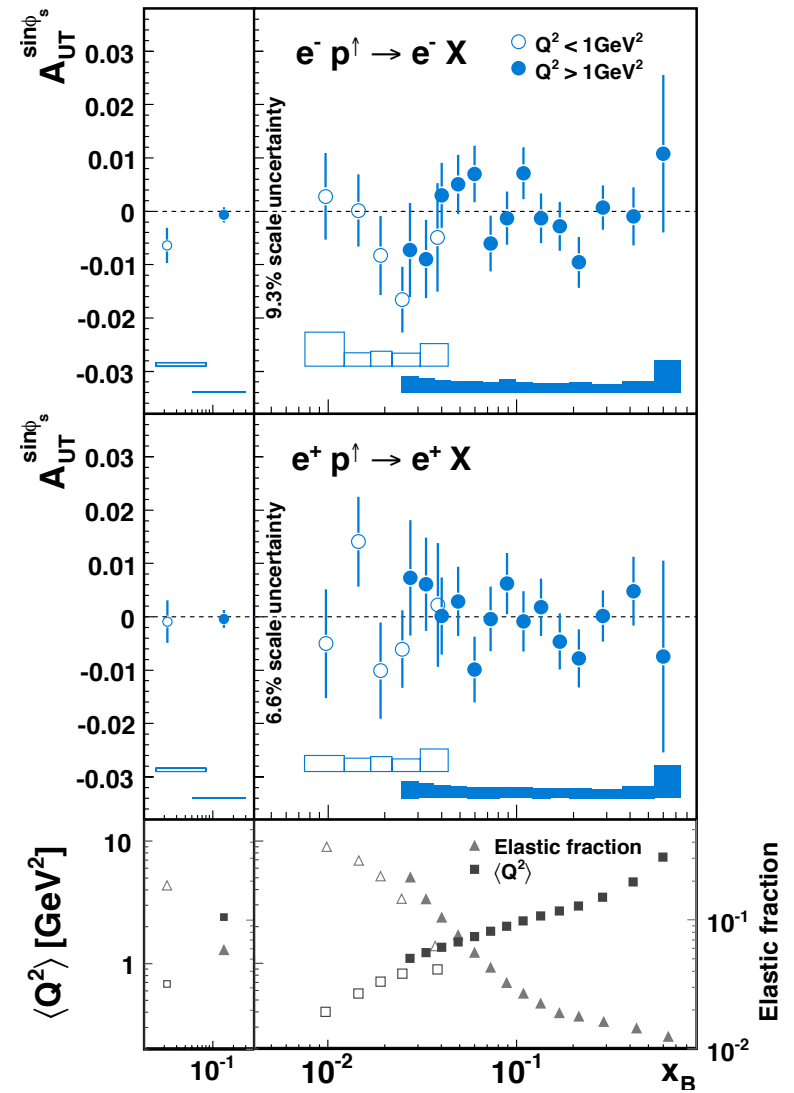 A_UT^sinϕ_s
e⁻ p↑ → e⁻ X
Q² < 1GeV²
Q² > 1GeV²
9.3% scale uncertainty
0.03
0.02
0.01
0
-0.01
-0.02
-0.03
A_UT^sinϕ_s
e⁺ p↑ → e⁺ X
6.6% scale uncertainty
0.03
0.02
0.01
0
-0.01
-0.02
-0.03
⟨Q²⟩ [GeV²]
10
1
Elastic fraction
⟨Q²⟩
10⁻¹
10⁻²
Elastic fraction
10⁻¹
10⁻²
10⁻¹
x_B